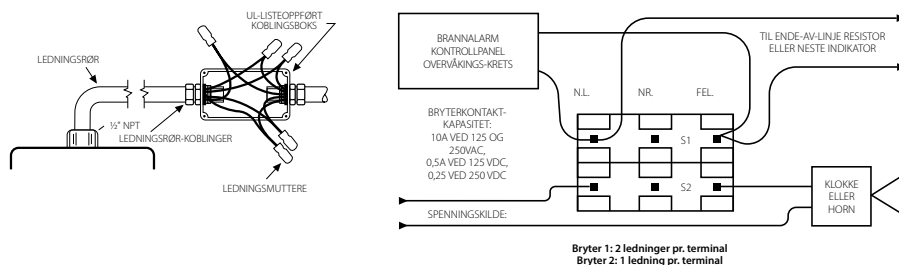 UL-LISTEOPPFØRT
KOBLINGSBOKS
LEDNINGSRØR
½" NPT
LEDNINGSRØR-KOBLINGER
LEDNINGSMUTTERE
BRANNALARM
KONTROLLPANEL
OVERVÅKINGS-KRETS
TIL ENDE-AV-LINJE RESISTOR
ELLER NESTE INDIKATOR
N.L.
NR.
FEL.
BRYTERKONTAKT-
KAPASITET:
10A VED 125 OG
250VAC,
0,5A VED 125 VDC,
0,25 VED 250 VDC
S1
S2
SPENNINGSKILDE:
KLOKKE
ELLER
HORN
Bryter 1: 2 ledninger pr. terminal
Bryter 2: 1 ledning pr. terminal